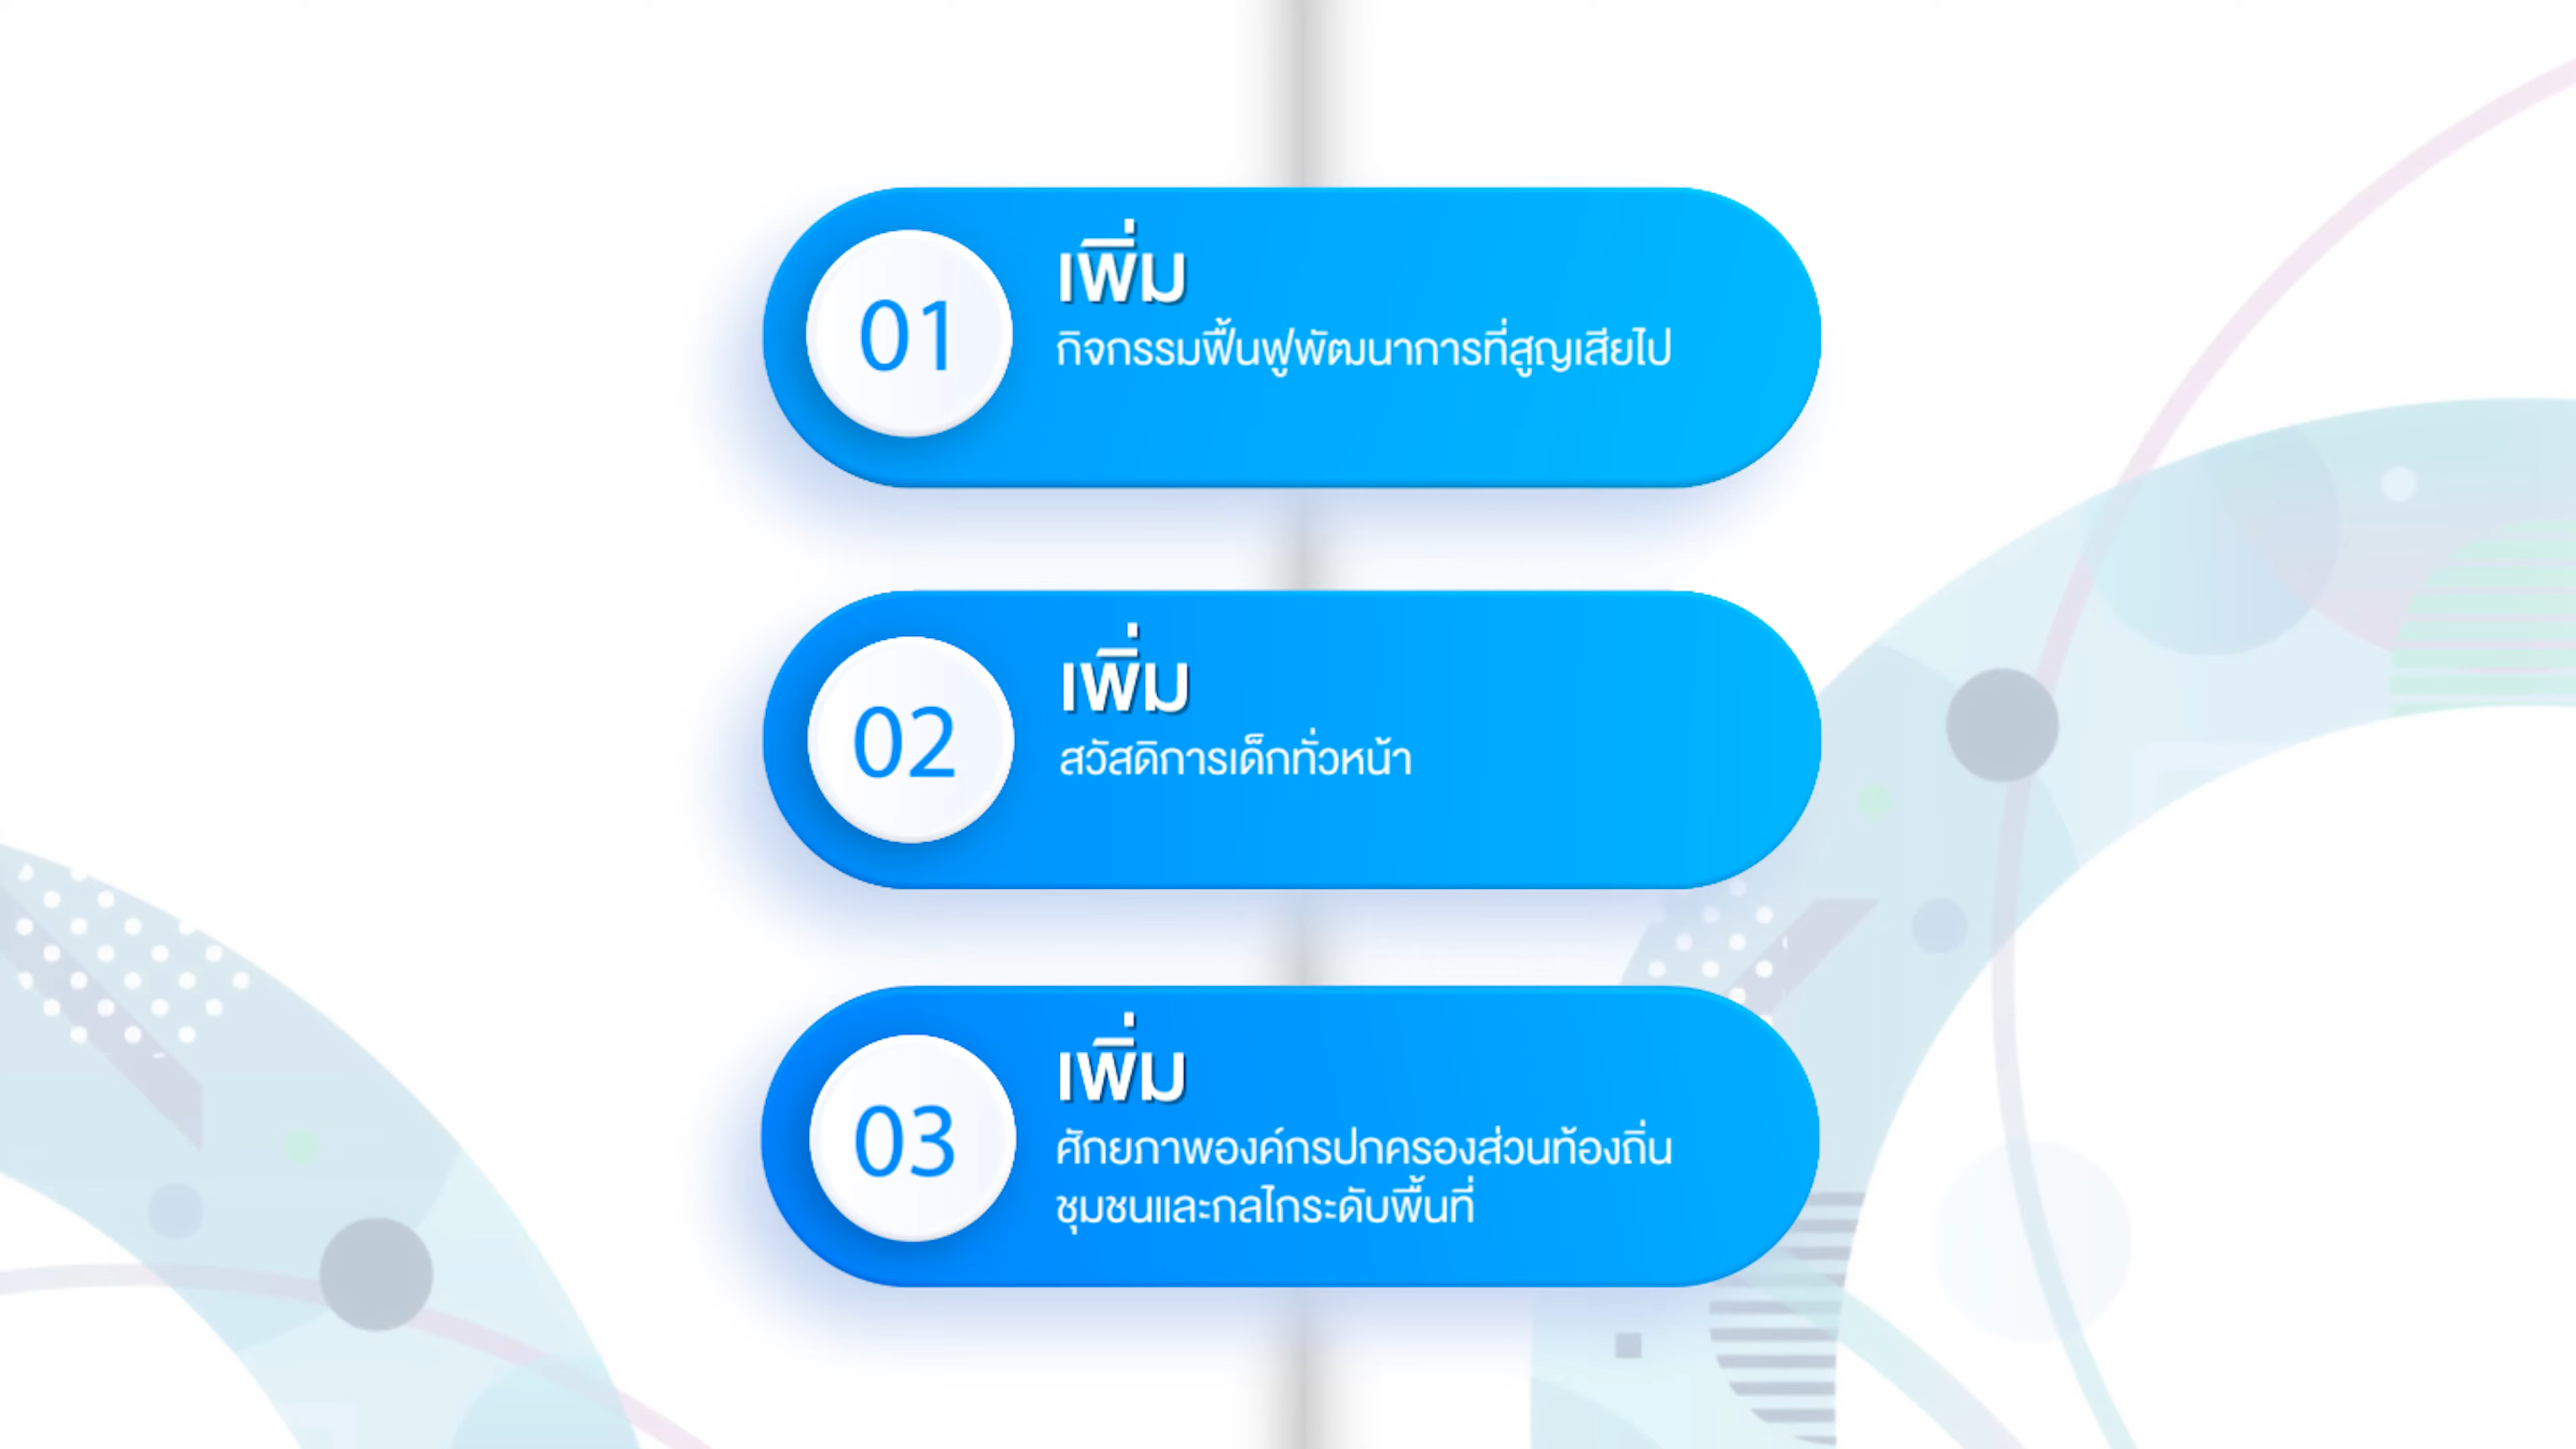 01
เพิ่ม
กิจกรรมฟื้นฟูพัฒนาการที่สูญเสียไป
02
เพิ่ม
สวัสดิการเด็กทั่วหน้า
03
เพิ่ม
ศักยภาพองค์กรปกครองส่วนท้องถิ่น
ชุมชนและกลไกระดับพื้นที่